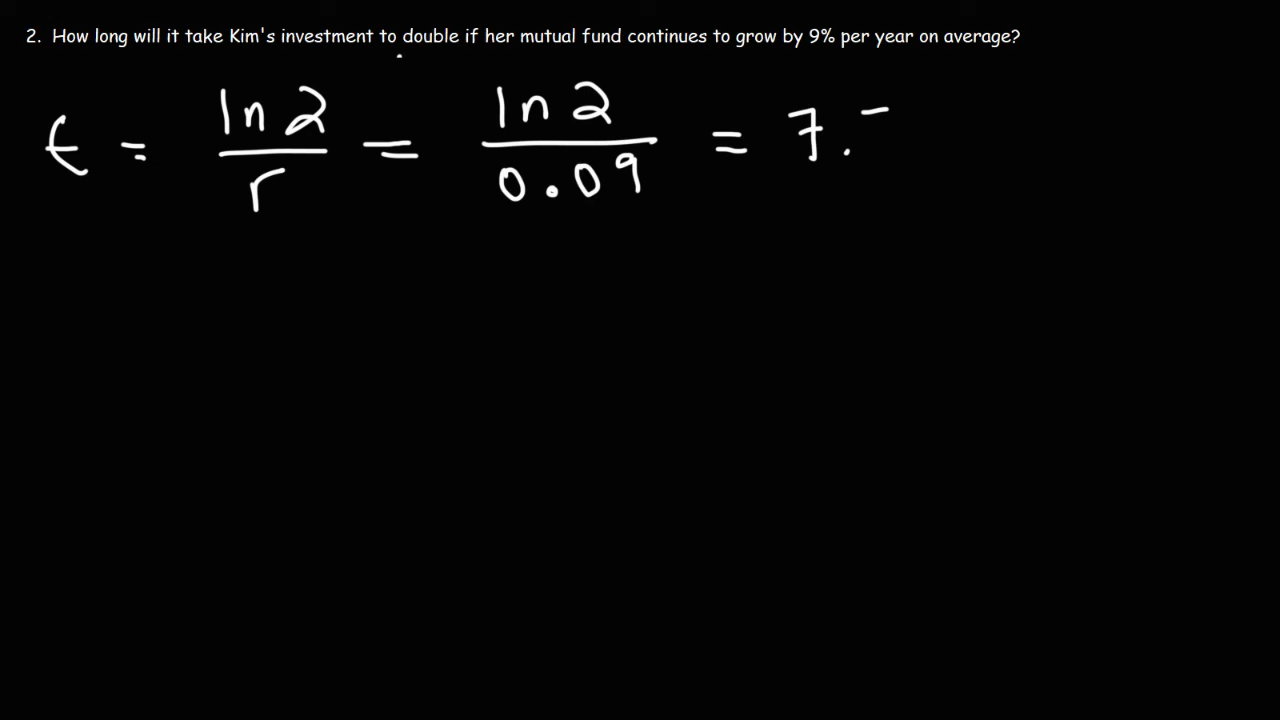 2. How long will it take Kim's investment to double if her mutual fund continues to grow by 9% per year on average?
t = ln 2 / r = ln 2 / 0.09 = 7.